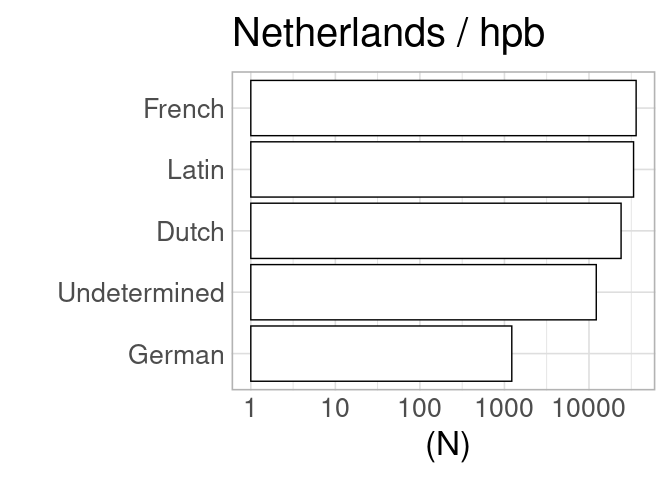 Netherlands / hpb
French
Latin
Dutch
Undetermined
German
1 10 100 1000 10000
(N)